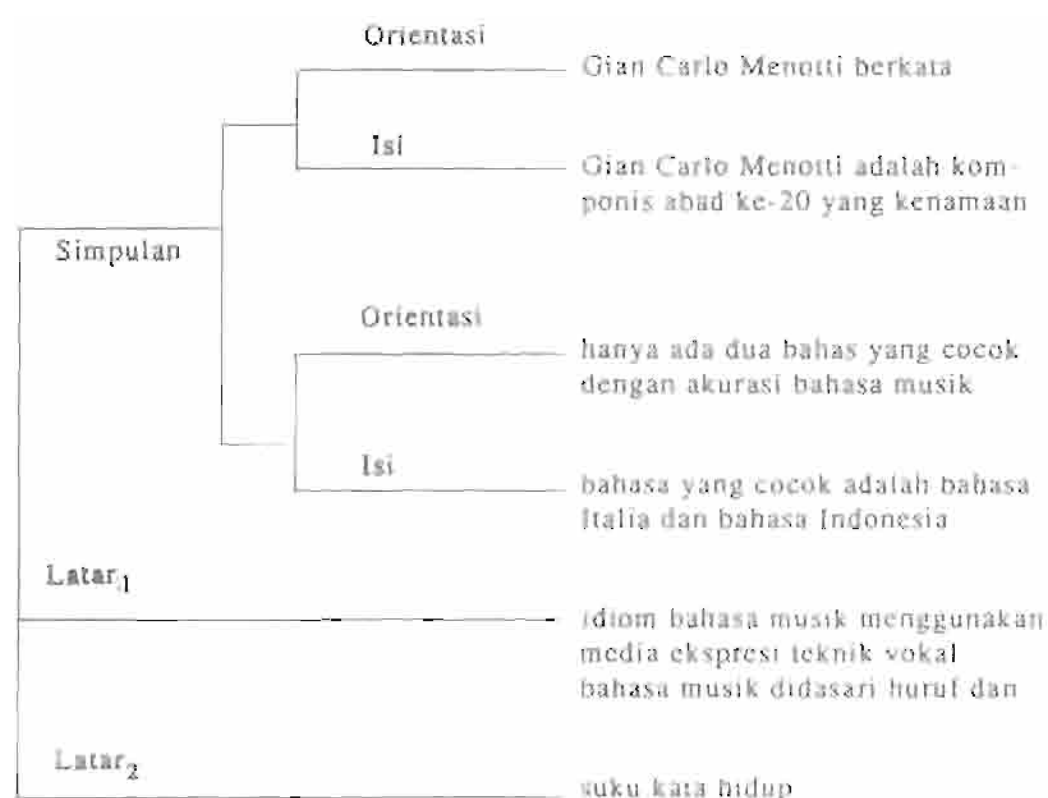 Orientasi
Gian Carlo Menotti berkata
Isi
Gian Carlo Menotti adalah kom-
ponis abad ke-20 yang kenamaan
Simpulan
Orientasi
hanya ada dua bahas yang cocok
dengan akurasi bahasa musik
Isi
bahasa yang cocok adalah bahasa
Italia dan bahasa Indonesia
Latar1
idiom bahasa musik menggunakan
media ekspresi teknik vokal
bahasa musik didasari huruf dan
Latar2
suku kata hidup